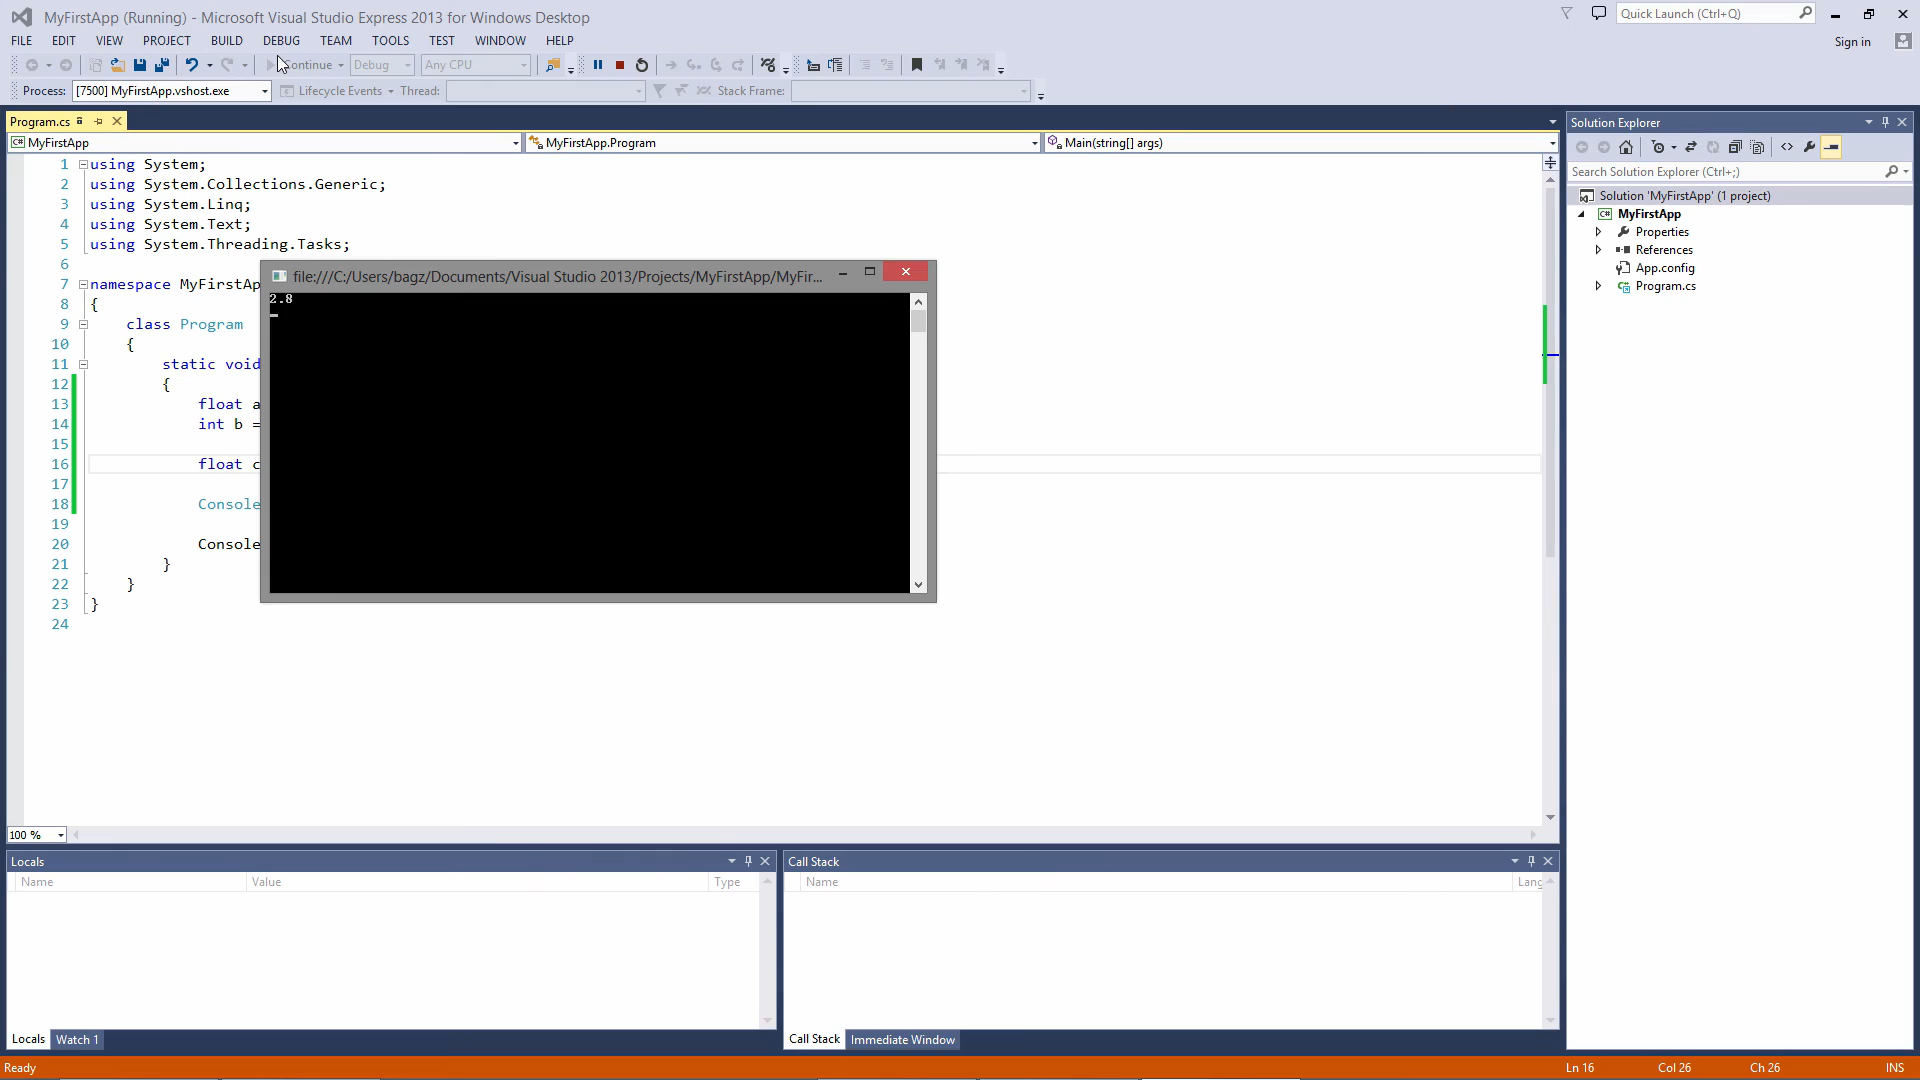 MyFirstApp (Running) - Microsoft Visual Studio Express 2013 for Windows Desktop
Quick Launch (Ctrl+Q)
FILE EDIT VIEW PROJECT BUILD DEBUG TEAM TOOLS TEST WINDOW HELP
Sign in
Continue Debug Any CPU
Process: [7500] MyFirstApp.vshost.exe Lifecycle Events Thread: Stack Frame:
Program.cs
MyFirstApp MyFirstApp.Program Main(string[] args)
1 using System;
2 using System.Collections.Generic;
3 using System.Linq;
4 using System.Text;
5 using System.Threading.Tasks;
6
7 namespace MyFirstAp
8 {
9 class Program
10 {
11 static void
12 {
13 float a
14 int b =
15
16 float c
17
18 Console
19
20 Console
21 }
22 }
23 }
24
file:///C:/Users/bagz/Documents/Visual Studio 2013/Projects/MyFirstApp/MyFir...
2.8
Solution Explorer
Search Solution Explorer (Ctrl+;)
Solution 'MyFirstApp' (1 project)
MyFirstApp
Properties
References
App.config
Program.cs
100 %
Locals
Name Value Type
Locals Watch 1
Call Stack
Name Lang
Call Stack Immediate Window
Ready Ln 16 Col 26 Ch 26 INS